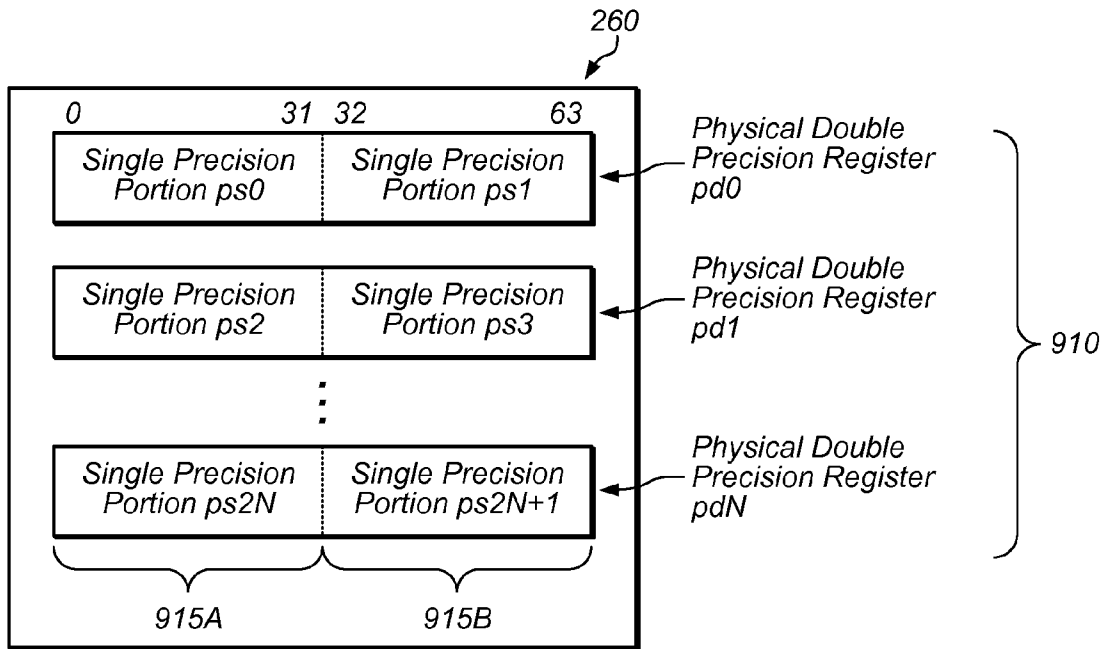 260
0 31 32 63
Single Precision
Portion ps0
Single Precision
Portion ps1
Physical Double
Precision Register
pd0
Single Precision
Portion ps2
Single Precision
Portion ps3
Physical Double
Precision Register
pd1
910
Single Precision
Portion ps2N
Single Precision
Portion ps2N+1
Physical Double
Precision Register
pdN
915A
915B